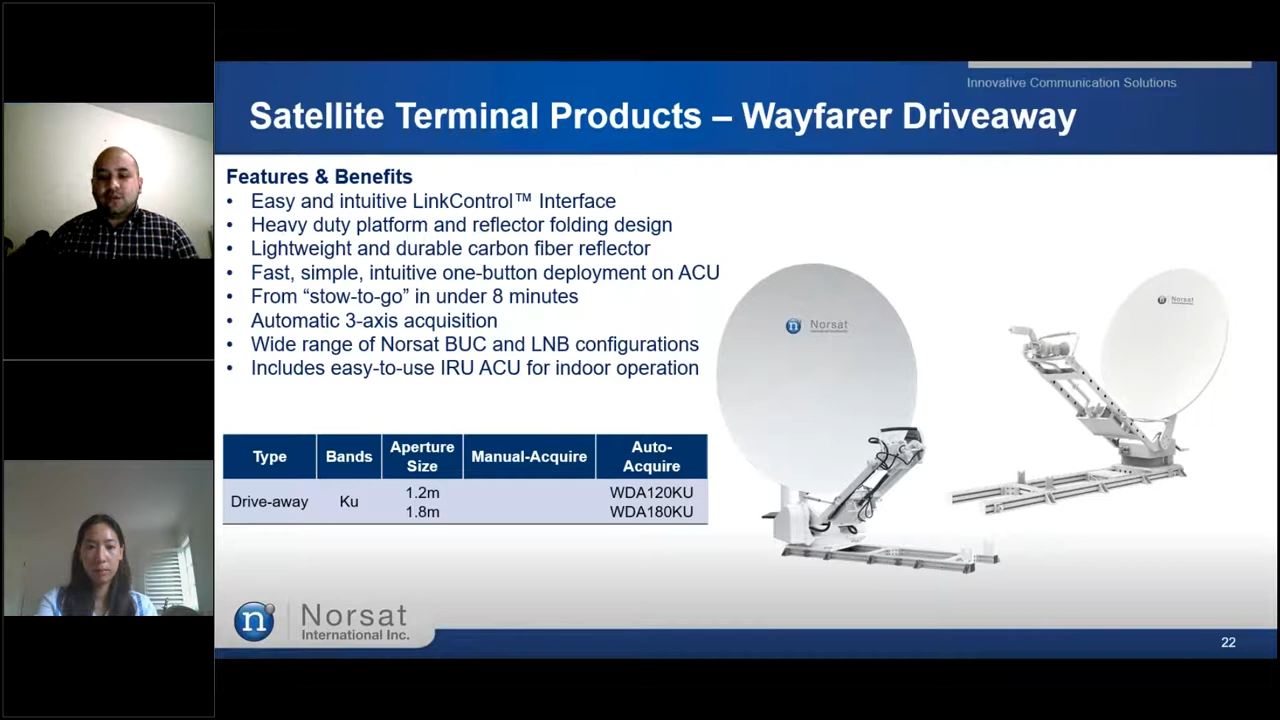 Innovative Communication Solutions
Satellite Terminal Products – Wayfarer Driveaway
Features & Benefits
• Easy and intuitive LinkControl™ Interface
• Heavy duty platform and reflector folding design
• Lightweight and durable carbon fiber reflector
• Fast, simple, intuitive one-button deployment on ACU
• From “stow-to-go” in under 8 minutes
• Automatic 3-axis acquisition
• Wide range of Norsat BUC and LNB configurations
• Includes easy-to-use IRU ACU for indoor operation
Type Bands Aperture Size Manual-Acquire Auto-Acquire
Drive-away Ku 1.2m WDA120KU
1.8m WDA180KU
n Norsat
n Norsat
n Norsat
International Inc.
22